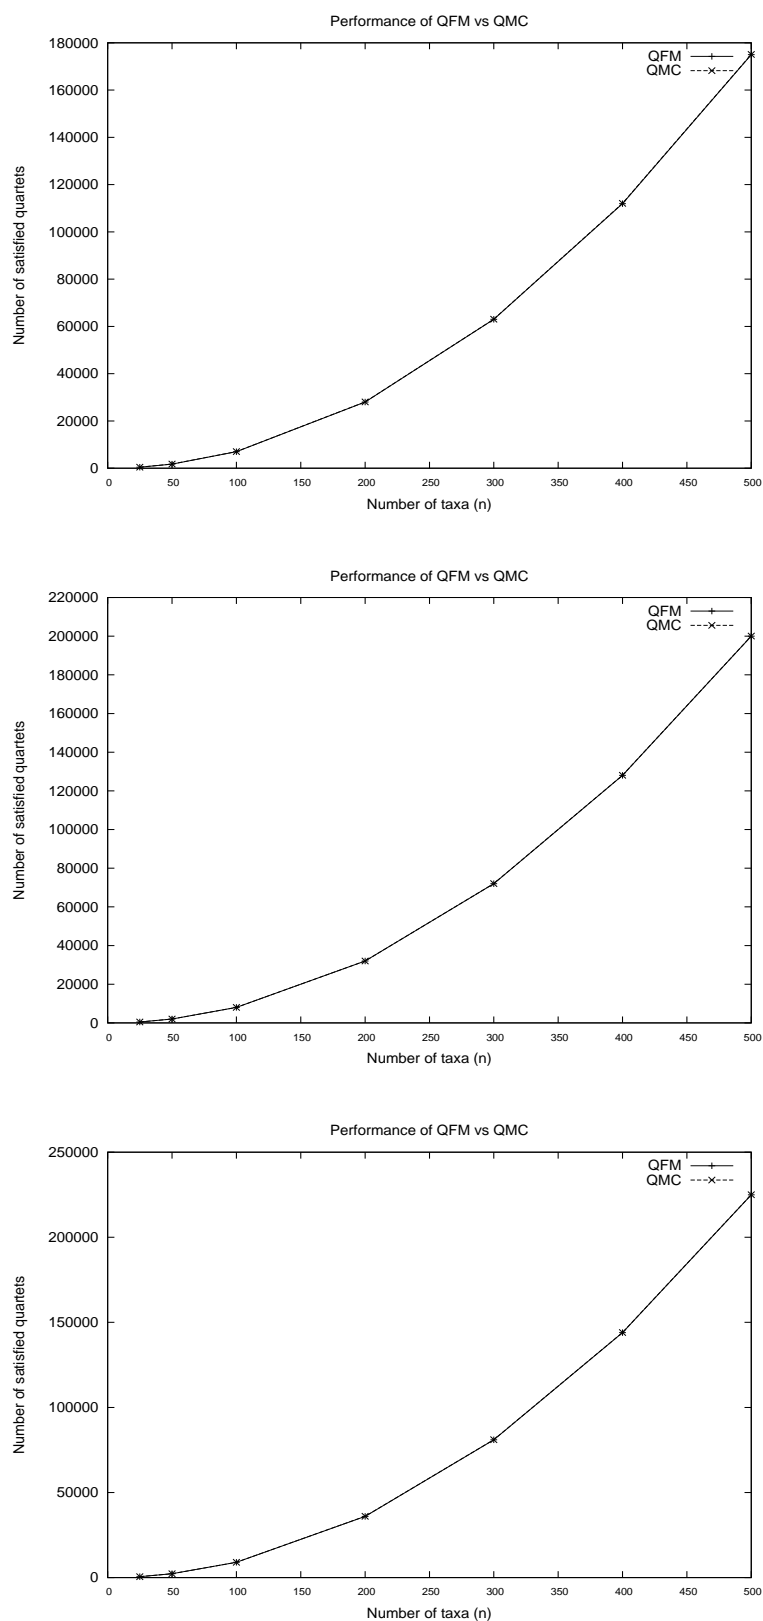 Performance of QFM vs QMC
180000
160000
140000
120000
100000
80000
60000
40000
20000
0
Number of satisfied quartets
QFM
QMC
0 50 100 150 200 250 300 350 400 450 500
Number of taxa (n)
Performance of QFM vs QMC
220000
200000
180000
160000
140000
120000
100000
80000
60000
40000
20000
0
Number of satisfied quartets
QFM
QMC
0 50 100 150 200 250 300 350 400 450 500
Number of taxa (n)
Performance of QFM vs QMC
250000
200000
150000
100000
50000
0
Number of satisfied quartets
QFM
QMC
0 50 100 150 200 250 300 350 400 450 500
Number of taxa (n)